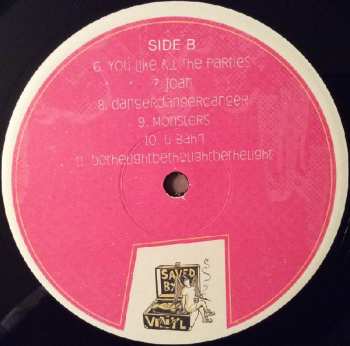 SIDE B
6. You Like All The Parties
7. Joan
8. dangerdangerdanger
9. Monsters
10. U Bahn
11. bethelightbethelightbethelight
SAVED
BY
VINYL